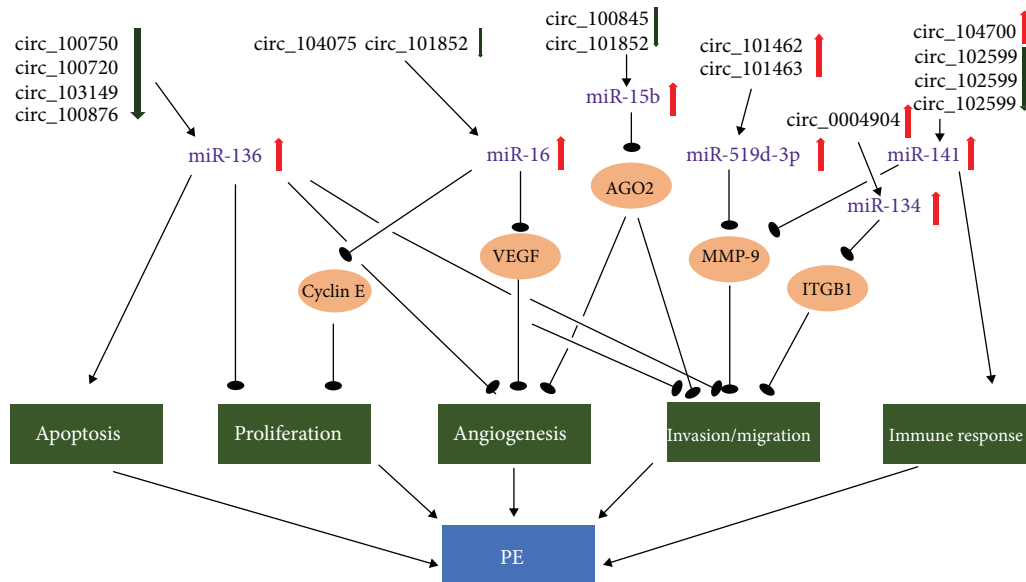 circ_100750
circ_100720
circ_103149
circ_100876
circ_104075 circ_101852
circ_100845
circ_101852
circ_101462
circ_101463
circ_104700
circ_102599
circ_102599
circ_102599
circ_0004904
miR-136
miR-16
miR-15b
miR-519d-3p
miR-141
miR-134
AGO2
Cyclin E
VEGF
MMP-9
ITGB1
Apoptosis
Proliferation
Angiogenesis
Invasion/migration
Immune response
PE